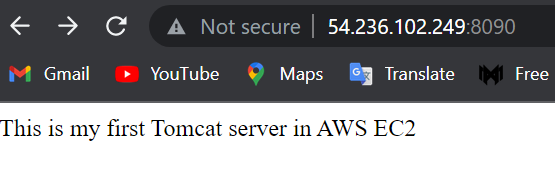 Not secure 54.236.102.249:8090
Gmail YouTube Maps Translate Free
This is my first Tomcat server in AWS EC2